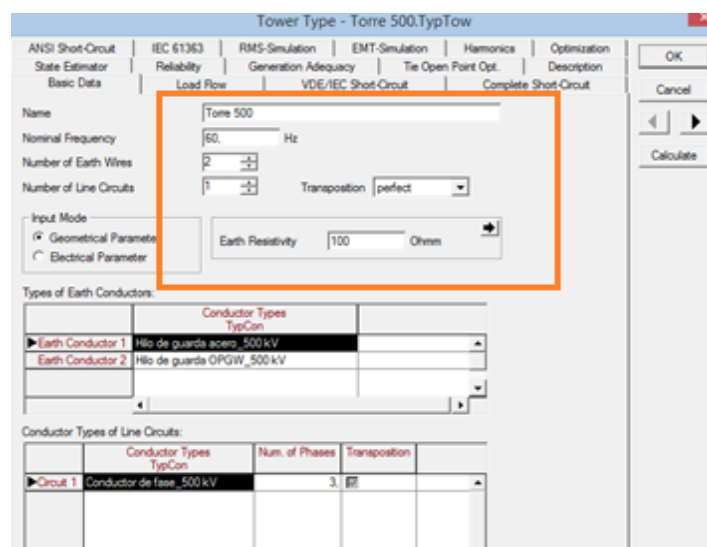 Tower Type - Torre 500.TypTow
ANSI Short-Circuit IEC 61363 RMS-Simulation EMT-Simulation Harmonics Optimization
State Estimator Reliability Generation Adequacy Tie Open Point Opt. Description
Basic Data Load Flow VDE/IEC Short-Circuit Complete Short-Circuit
OK
Cancel
Calculate
Name Torre 500
Nominal Frequency 60. Hz
Number of Earth Wires 2
Number of Line Circuits 1 Transposition perfect
Input Mode
Geometrical Paramete
Electrical Parameter
Earth Resistivity 100 Ohmm
Types of Earth Conductors:
Conductor Types
TypCon
Earth Conductor 1 Hilo de guarda acero_500 kV
Earth Conductor 2 Hilo de guarda OPGW_500 kV
Conductor Types of Line Circuits:
Conductor Types Num. of Phases Transposition
TypCon
Circuit 1 Conductor de fase_500 kV 3,